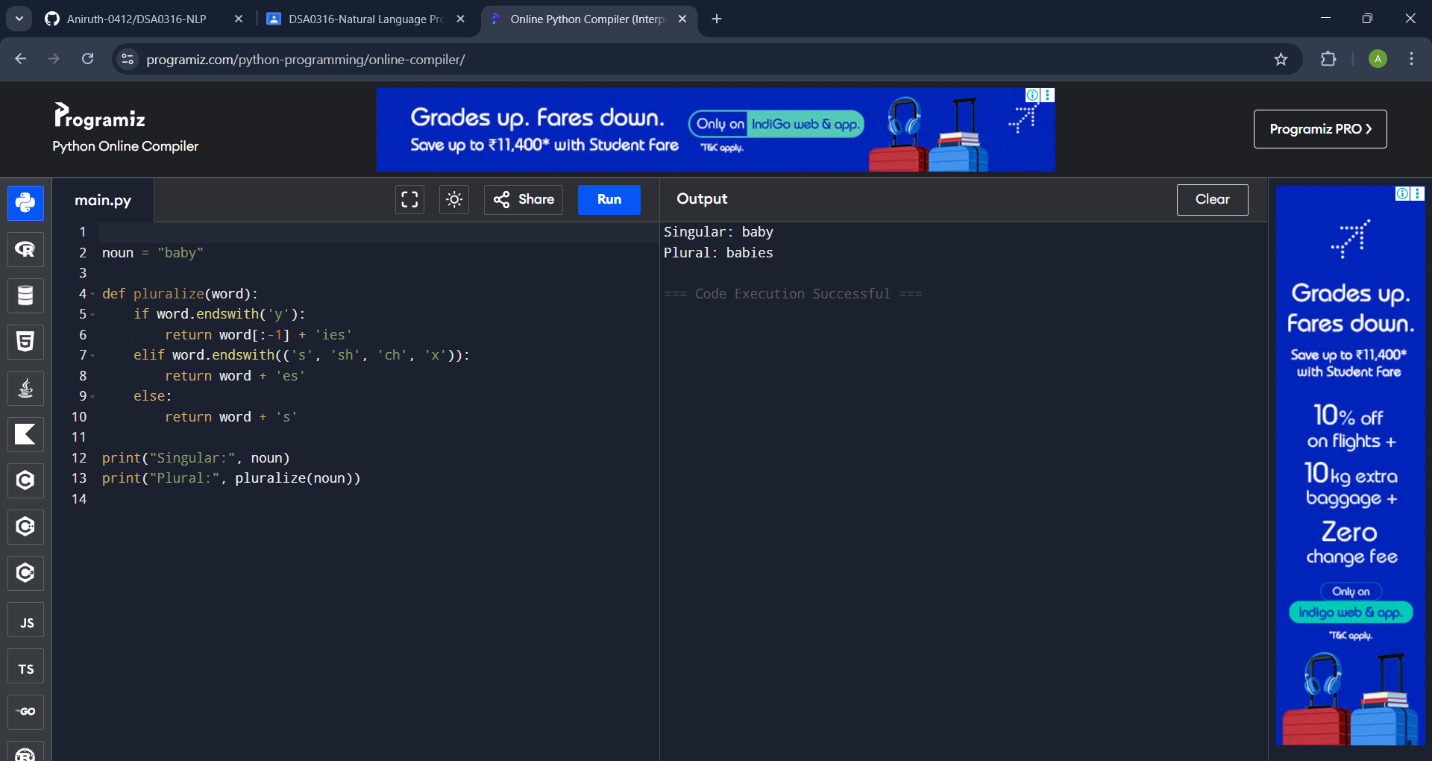 Aniruth-0412/DSA0316-NLP
DSA0316-Natural Language Pro
Online Python Compiler (Interp
programiz.com/python-programming/online-compiler/
A
Programiz
Python Online Compiler
Grades up. Fares down.
Save up to ₹11,400* with Student Fare
Only on IndiGo web & app.
*T&C apply.
Programiz PRO
main.py
Share
Run
Output
Clear
1
2 noun = "baby"
3
4 def pluralize(word):
5     if word.endswith('y'):
6         return word[:-1] + 'ies'
7     elif word.endswith(('s', 'sh', 'ch', 'x')):
8         return word + 'es'
9     else:
10         return word + 's'
11
12 print("Singular:", noun)
13 print("Plural:", pluralize(noun))
14
Singular: baby
Plural: babies
=== Code Execution Successful ===
JS
TS
GO
Grades up.
Fares down.
Save up to ₹11,400*
with Student Fare
10% off
on flights +
10kg extra
baggage +
Zero
change fee
Only on
Indigo web & app.
*T&C apply.